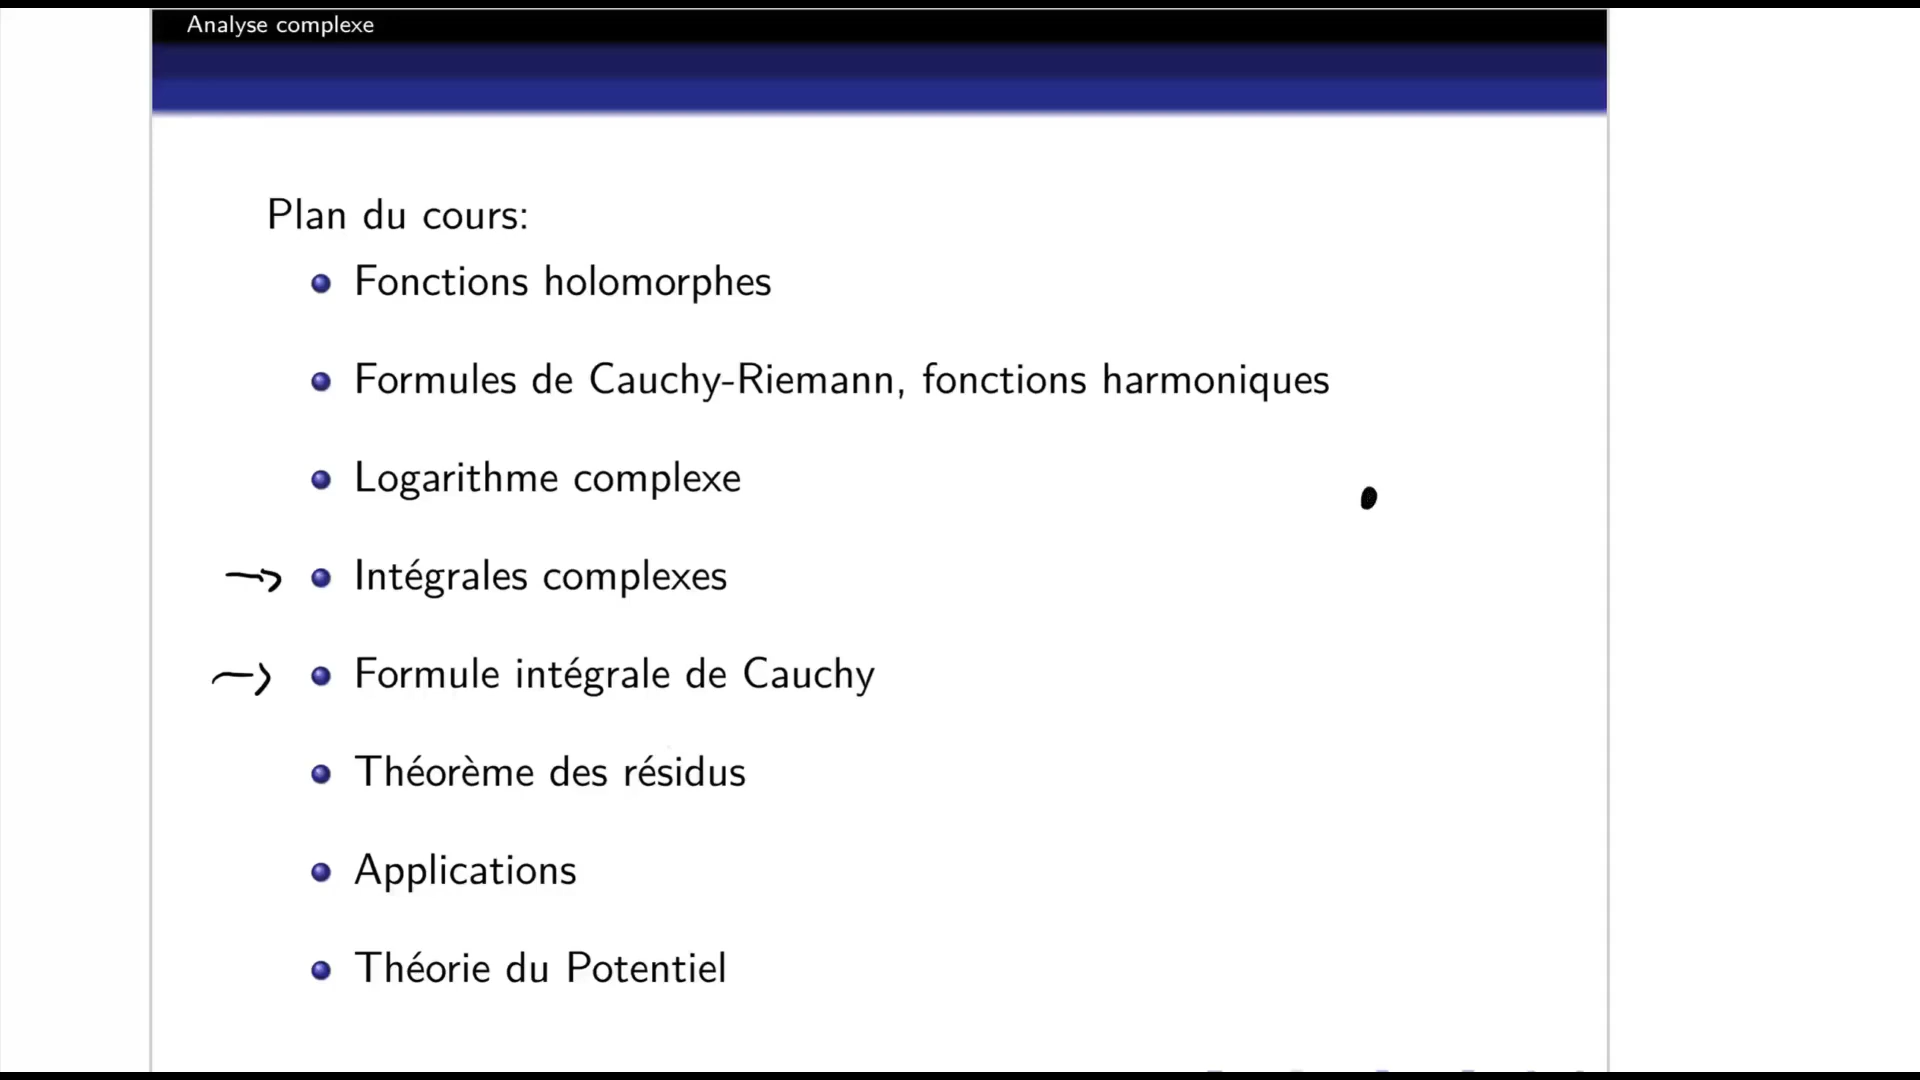 Analyse complexe
Plan du cours:
Fonctions holomorphes
Formules de Cauchy-Riemann, fonctions harmoniques
Logarithme complexe
Intégrales complexes
Formule intégrale de Cauchy
Théorème des résidus
Applications
Théorie du Potentiel